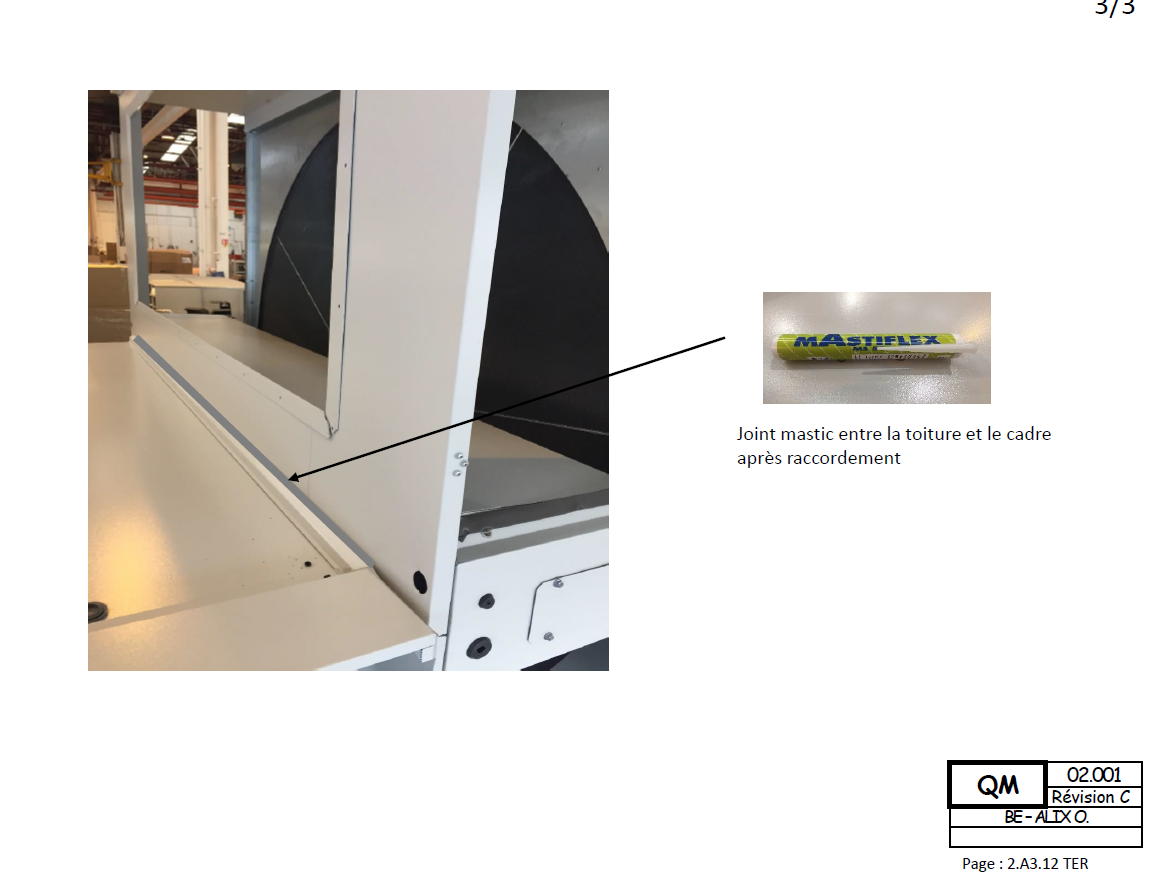 3/3
MASTIFLEX
Joint mastic entre la toiture et le cadre
après raccordement
QM
02.001
Révision C
BE – ALIX O.
Page : 2.A3.12 TER